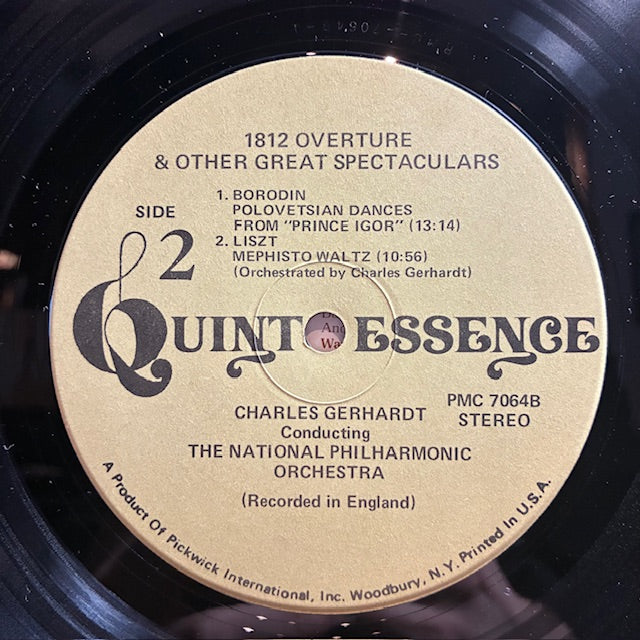 1812 OVERTURE
& OTHER GREAT SPECTACULARS
1. BORODIN
POLOVETSIAN DANCES
FROM "PRINCE IGOR" (13:14)
2. LISZT
MEPHISTO WALTZ (10:56)
(Orchestrated by Charles Gerhardt)
SIDE
2
QUINTESSENCE
PMC 7064B
STEREO
CHARLES GERHARDT
Conducting
THE NATIONAL PHILHARMONIC
ORCHESTRA
(Recorded in England)
A Product Of Pickwick International, Inc. Woodbury, N.Y. Printed In U.S.A.